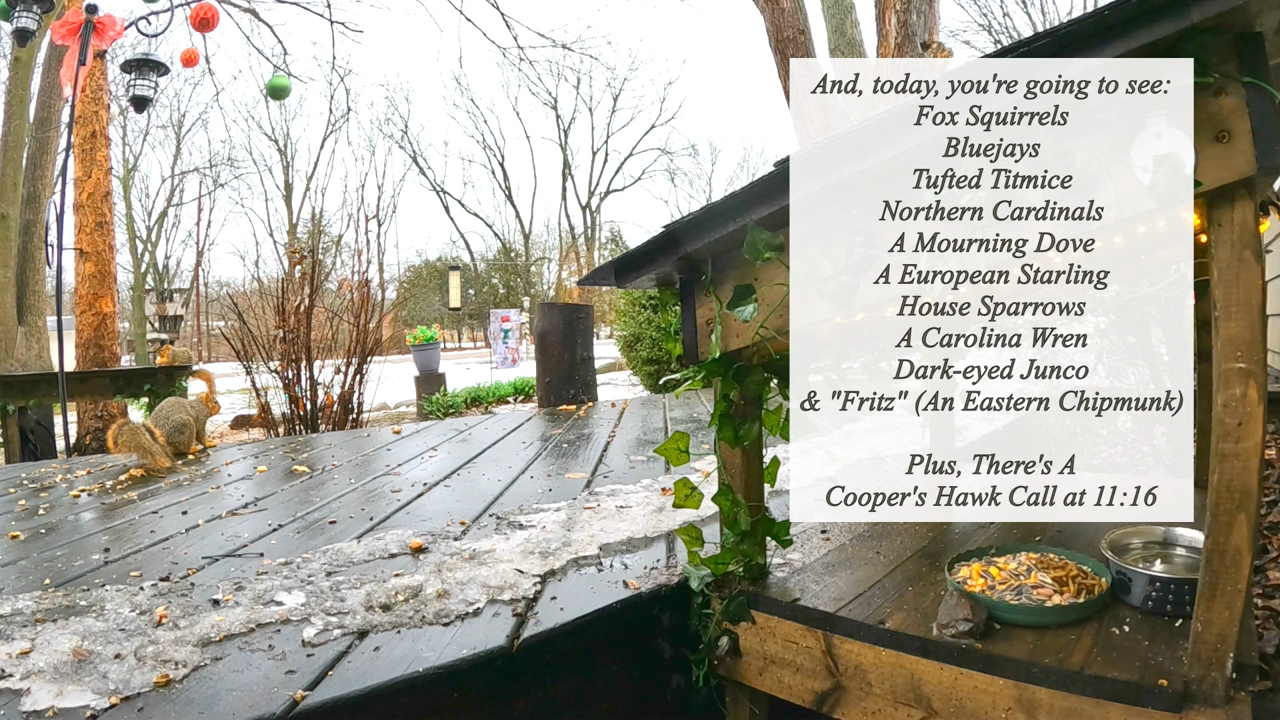 And, today, you're going to see:
Fox Squirrels
Bluejays
Tufted Titmice
Northern Cardinals
A Mourning Dove
A European Starling
House Sparrows
A Carolina Wren
Dark-eyed Junco
& "Fritz" (An Eastern Chipmunk)
Plus, There's A
Cooper's Hawk Call at 11:16